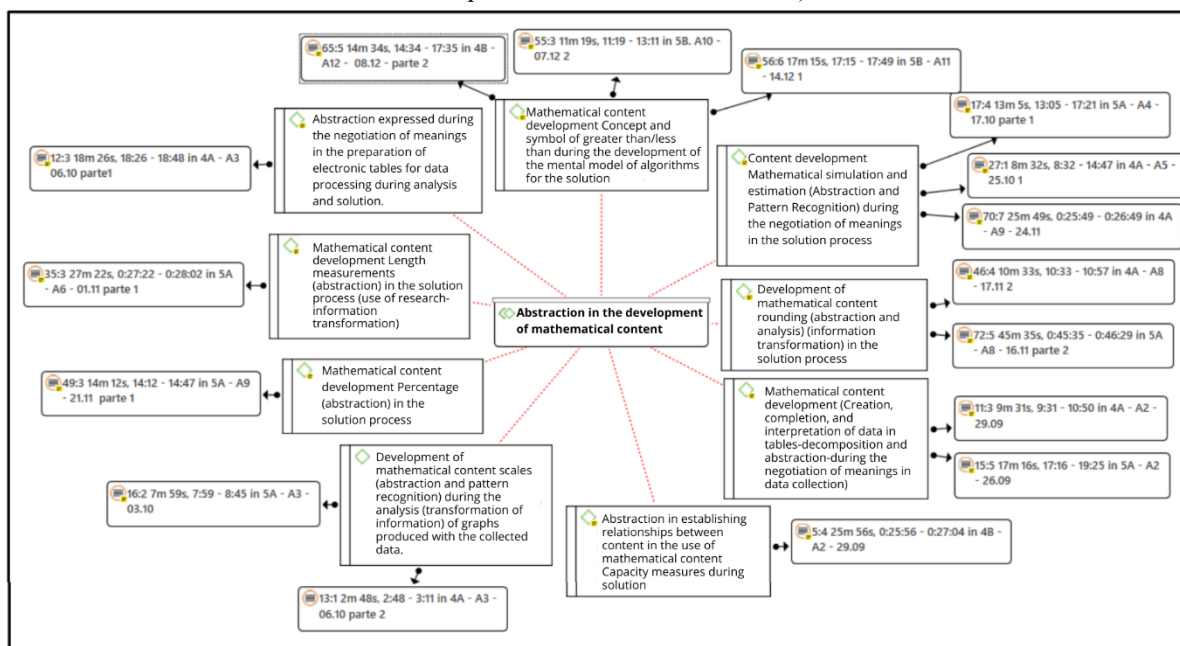 65:5 14m 34s, 14:34 - 17:35 in 4B -
A12 - 08.12 - parte 2
55:3 11m 19s, 11:19 - 13:11 in 5B. A10 -
07.12 2
56:6 17m 15s, 17:15 - 17:49 in 5B - A11
- 14.12 1
Abstraction expressed during
the negotiation of meanings
in the preparation of
electronic tables for data
processing during analysis
and solution.
Mathematical content
development Concept and
symbol of greater than/less
than during the development of
the mental model of algorithms
for the solution
17:4 13m 5s, 13:05 - 17:21 in 5A - A4 -
17.10 parte 1
12:3 18m 26s, 18:26 - 18:48 in 4A - A3
06.10 parte1
Content development
Mathematical simulation and
estimation (Abstraction and
Pattern Recognition) during
the negotiation of meanings
in the solution process
27:1 8m 32s, 8:32 - 14:47 in 4A - A5 -
25.10 1
70:7 25m 49s, 0:25:49 - 0:26:49 in 4A
- A9 - 24.11
Mathematical content
development Length
measurements
(abstraction) in the solution
process (use of research-
information
transformation)
35:3 27m 22s, 0:27:22 - 0:28:02 in 5A
- A6 - 01.11 parte 1
46:4 10m 33s, 10:33 - 10:57 in 4A - A8
- 17.11 2
Abstraction in the development
of mathematical content
Development of
mathematical content
rounding (abstraction and
analysis) (information
transformation) in the
solution process
72:5 45m 35s, 0:45:35 - 0:46:29 in 5A
- A8 - 16.11 parte 2
49:3 14m 12s, 14:12 - 14:47 in 5A - A9
- 21.11 parte 1
Mathematical content
development Percentage
(abstraction) in the
solution process
Mathematical content
development (Creation,
completion, and
interpretation of data in
tables-decomposition and
abstraction-during the
negotiation of meanings in
data collection)
11:3 9m 31s, 9:31 - 10:50 in 4A - A2 -
29.09
15:5 17m 16s, 17:16 - 19:25 in 5A - A2
- 26.09
Development of
mathematical content scales
(abstraction and pattern
recognition) during the
analysis (transformation of
information) of graphs
produced with the collected
data.
16:2 7m 59s, 7:59 - 8:45 in 5A - A3 -
03.10
Abstraction in establishing
relationships between
content in the use of
mathematical content
Capacity measures during
solution
5:4 25m 56s, 0:25:56 - 0:27:04 in 4B -
A2 - 29.09
13:1 2m 48s, 2:48 - 3:11 in 4A - A3 -
06.10 parte 2